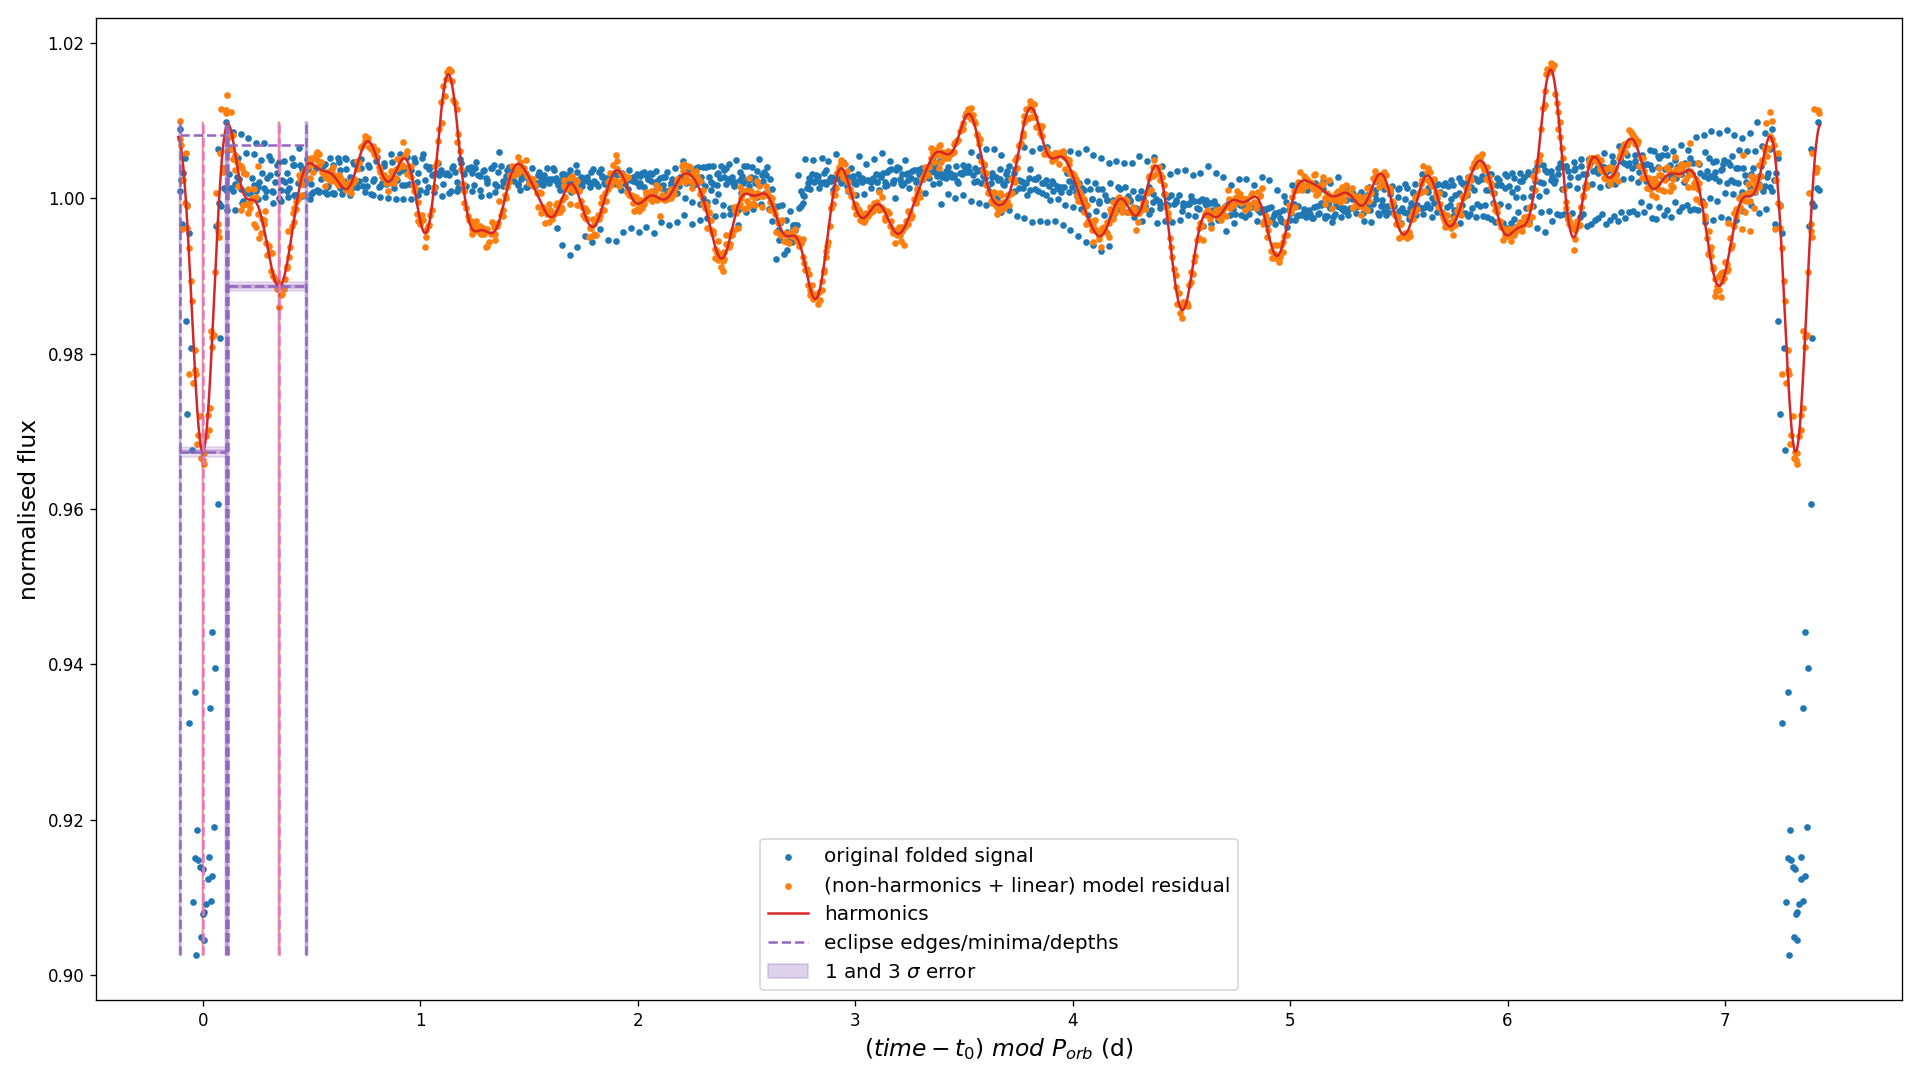 1.02
1.00
0.98
0.96
0.94
0.92
0.90
normalised flux
original folded signal
(non-harmonics + linear) model residual
harmonics
eclipse edges/minima/depths
1 and 3 σ error
0 1 2 3 4 5 6 7
(time − t₀) mod P_orb (d)